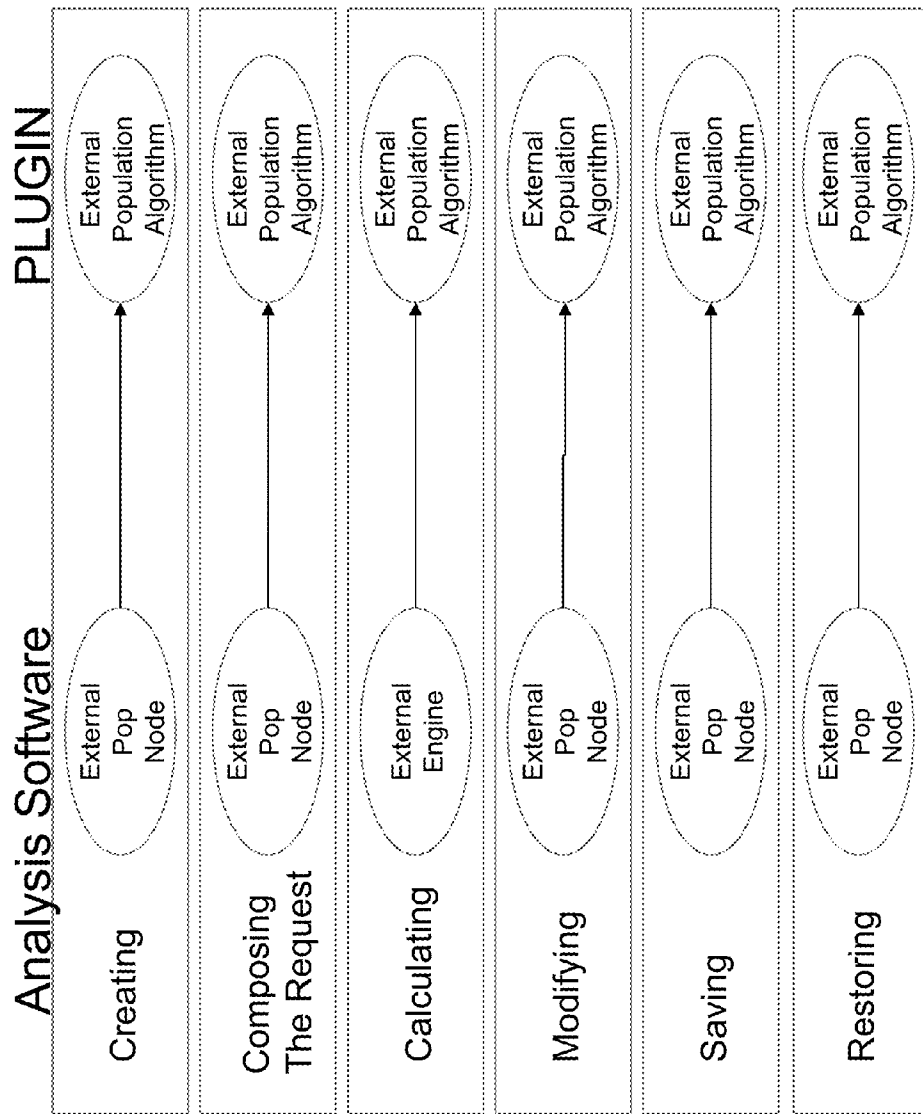 Analysis Software
PLUGIN
Creating
External
Pop
Node
External
Population
Algorithm
Composing
The Request
External
Pop
Node
External
Population
Algorithm
Calculating
External
Engine
External
Population
Algorithm
Modifying
External
Pop
Node
External
Population
Algorithm
Saving
External
Pop
Node
External
Population
Algorithm
Restoring
External
Pop
Node
External
Population
Algorithm